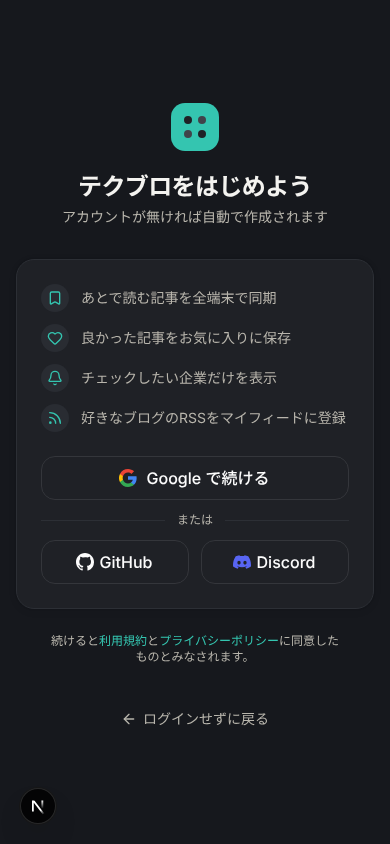 テクブロをはじめよう
アカウントが無ければ自動で作成されます
あとで読む記事を全端末で同期
良かった記事をお気に入りに保存
チェックしたい企業だけを表示
好きなブログのRSSをマイフィードに登録
Google で続ける
または
GitHub
Discord
続けると利用規約とプライバシーポリシーに同意した
ものとみなされます。
← ログインせずに戻る
N